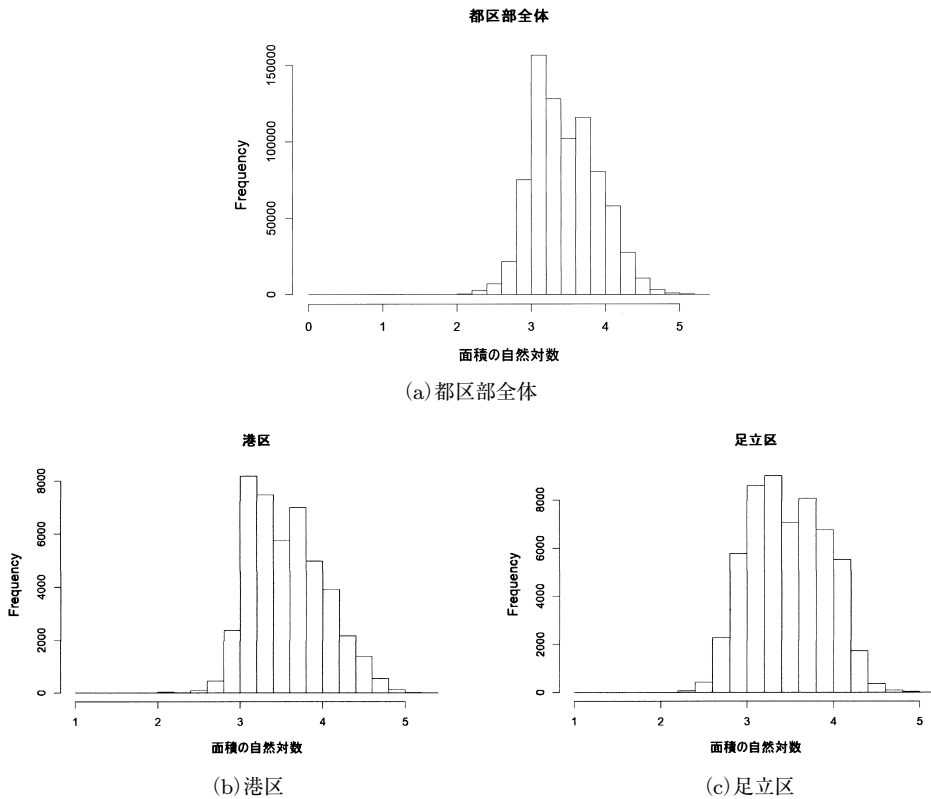 都区部全体
Frequency
150000
100000
50000
0
0 1 2 3 4 5
面積の自然対数
(a)都区部全体
港区
Frequency
8000
6000
4000
2000
0
1 2 3 4 5
面積の自然対数
(b)港区
足立区
Frequency
8000
6000
4000
2000
0
1 2 3 4 5
面積の自然対数
(c)足立区